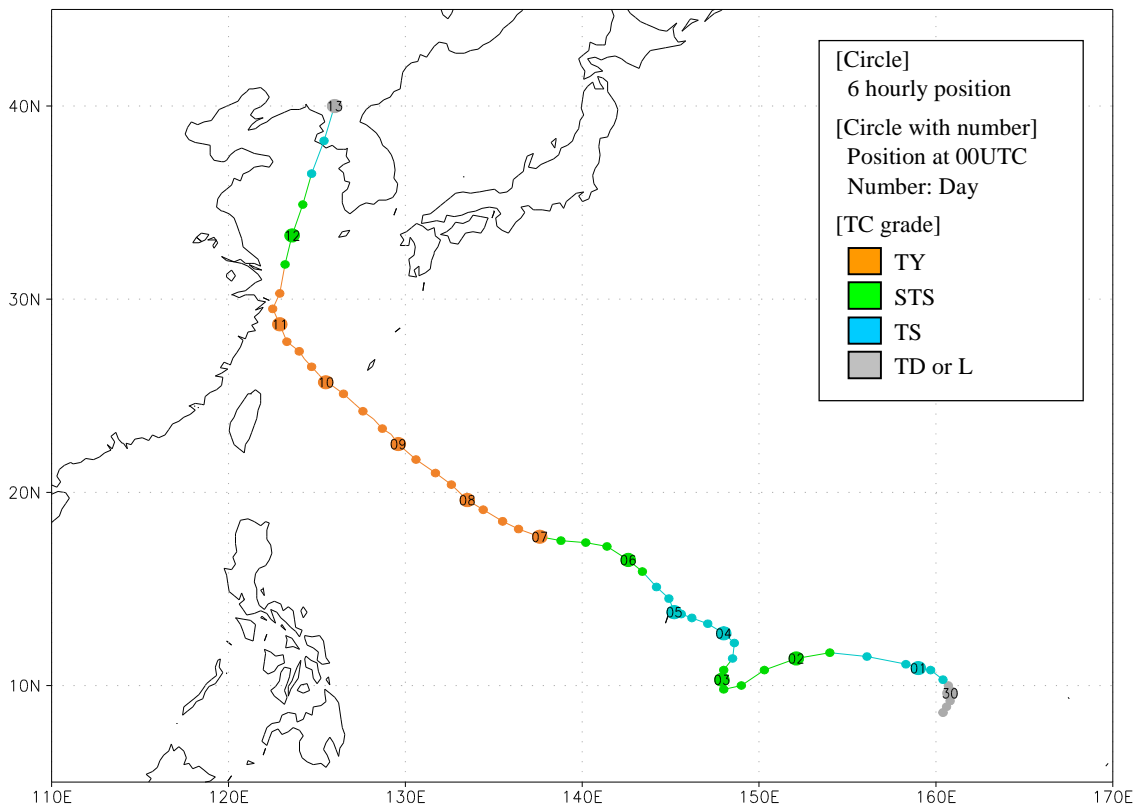 [Circle]
6 hourly position
[Circle with number]
Position at 00UTC
Number: Day
[TC grade]
TY
STS
TS
TD or L
13
40N
12
30N
11
10
09
20N
08
07
06
05
04
02
01
03
30
10N
110E
120E
130E
140E
150E
160E
170E